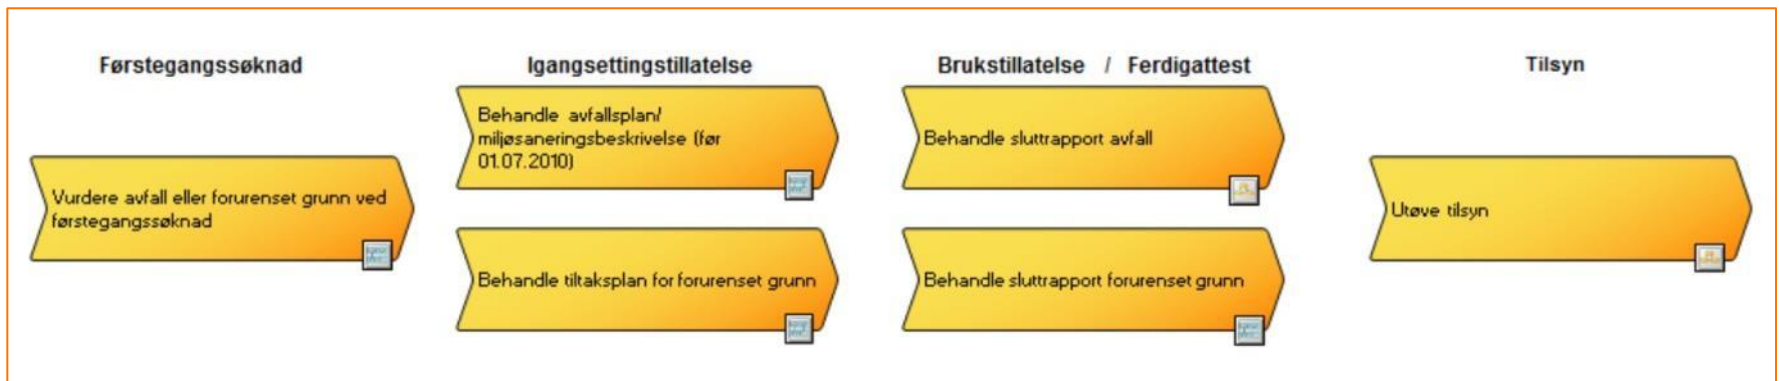 Førstegangssøknad
Igangsettingstillatelse
Brukstillatelse / Ferdigattest
Tilsyn
Vurdere avfall eller forurenset grunn ved
førstegangssøknad
Behandle avfallsplan/
miljøsaneringsbeskrivelse (før
01.07.2010)
Behandle tiltaksplan for forurenset grunn
Behandle sluttrapport avfall
Behandle sluttrapport forurenset grunn
Utøve tilsyn